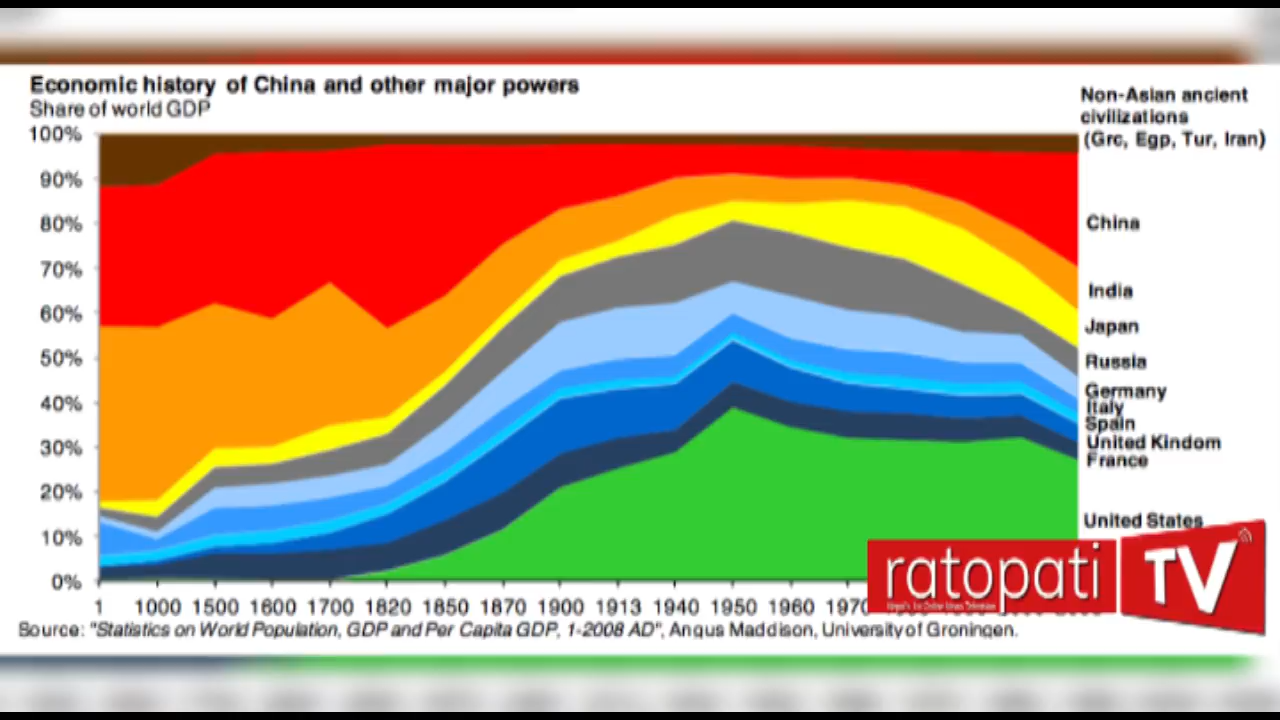 Economic history of China and other major powers
Share of world GDP
100%
90%
80%
70%
60%
50%
40%
30%
20%
10%
0%
1 1000 1500 1600 1700 1820 1850 1870 1900 1913 1940 1950 1960 1970
Non-Asian ancient
civilizations
(Grc, Egp, Tur, Iran)
China
India
Japan
Russia
Germany
Italy
Spain
United Kindom
France
United States
ratopati TV
Source: "Statistics on World Population, GDP and Per Capita GDP, 1-2008 AD", Angus Maddison, University of Groningen.